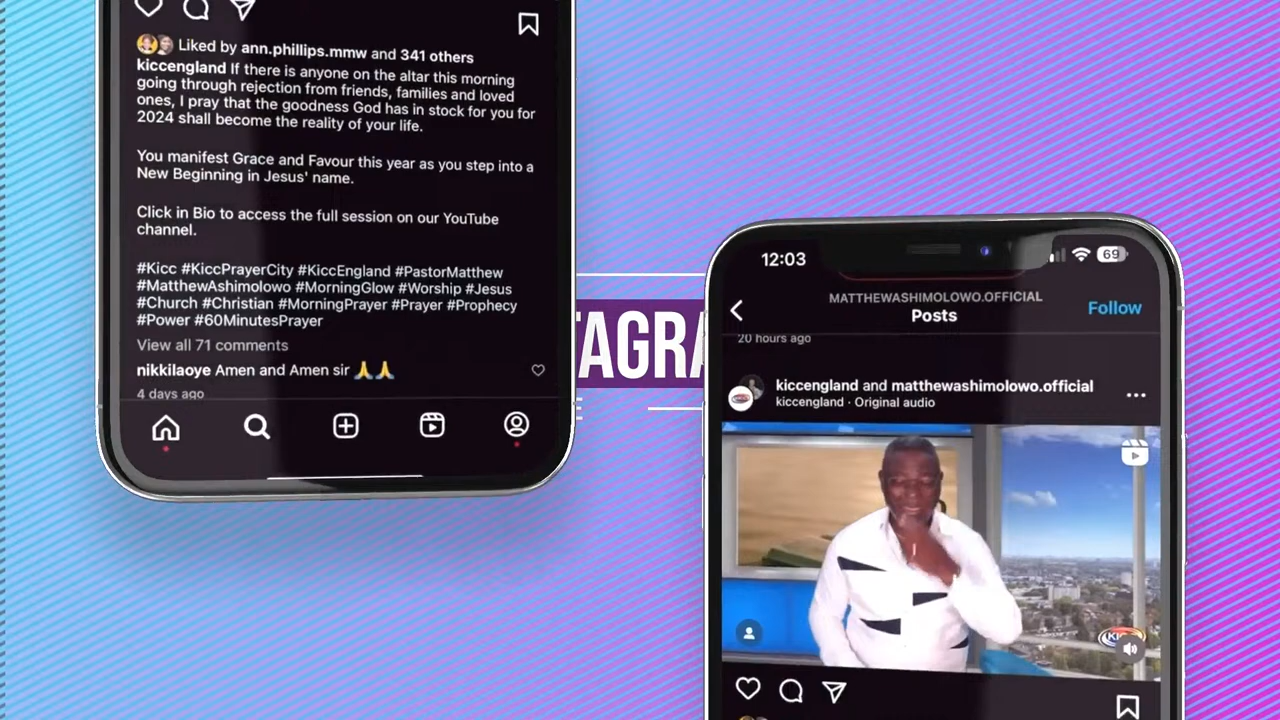 Liked by ann.phillips.mmw and 341 others
kiccengland If there is anyone on the altar this morning
going through rejection from friends, families and loved
ones, I pray that the goodness God has in stock for you for
2024 shall become the reality of your life.
You manifest Grace and Favour this year as you step into a
New Beginning in Jesus' name.
Click in Bio to access the full session on our YouTube
channel.
#Kicc #KiccPrayerCity #KiccEngland #PastorMatthew
#MatthewAshimolowo #MorningGlow #Worship #Jesus
#Church #Christian #MorningPrayer #Prayer #Prophecy
#Power #60MinutesPrayer
View all 71 comments
nikkilaoye Amen and Amen sir 🙏🙏
4 days ago
TAGRA
E
12:03
69
MATTHEWASHIMOLOWO.OFFICIAL
Posts
Follow
20 hours ago
kiccengland and matthewashimolowo.official
kiccengland · Original audio